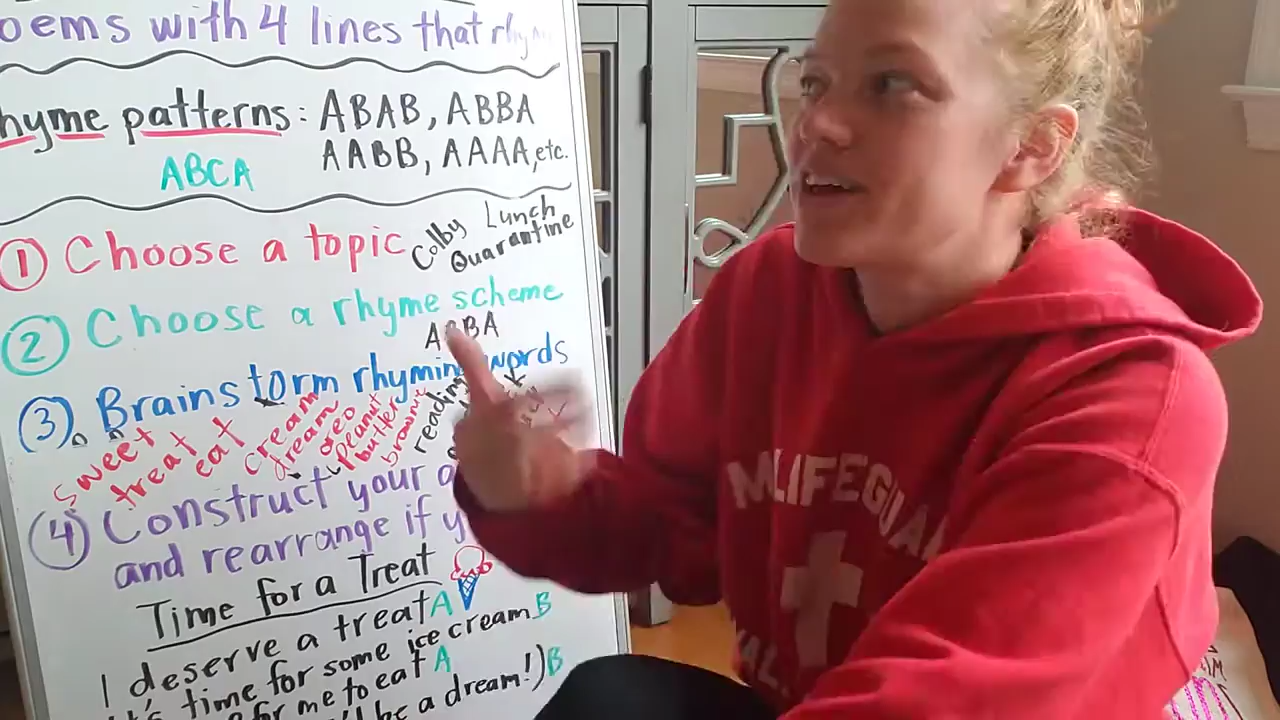 oems with 4 lines that rhym
hyme patterns: ABAB, ABBA
AABB, AAAA, etc.
ABCA
① Choose a topic
Colby Lunch
Quarantine
② Choose a rhyme scheme
ABBA
③ Brainstorm rhyming words
sweet
treat
eat
cream
dream
oreo
peanut
butter
brownie
reading
④ Construct your
and rearrange if y
Time for a Treat
I deserve a treat A
It's time for some ice cream B
for me to eat A
be a dream!) B
LIFEGUA